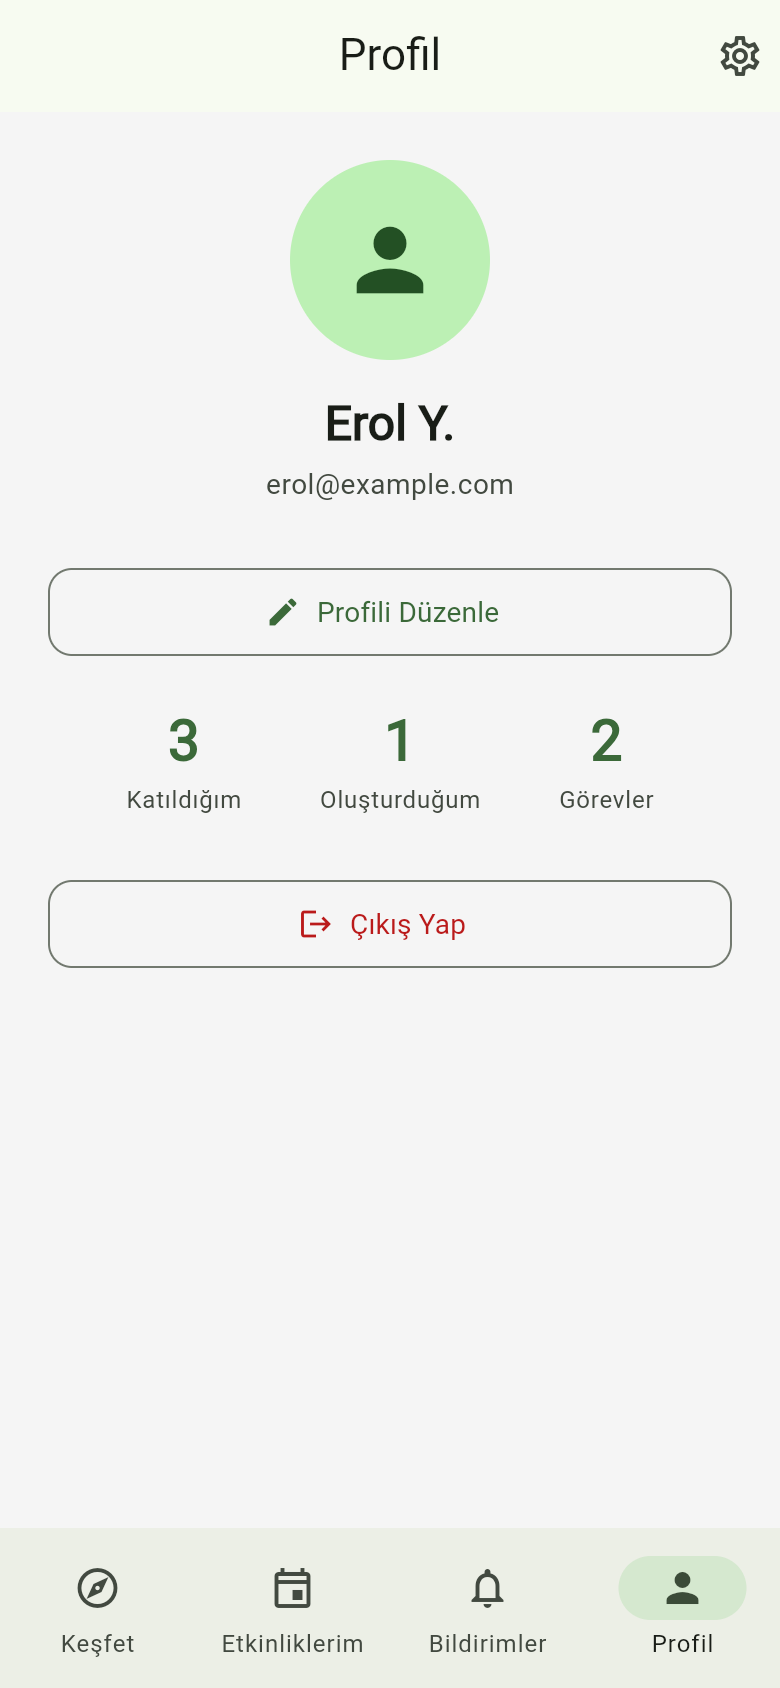 Profil
Erol Y.
erol@example.com
Profili Düzenle
3 1 2
Katıldığım Oluşturduğum Görevler
Çıkış Yap
Keşfet Etkinliklerim Bildirimler Profil